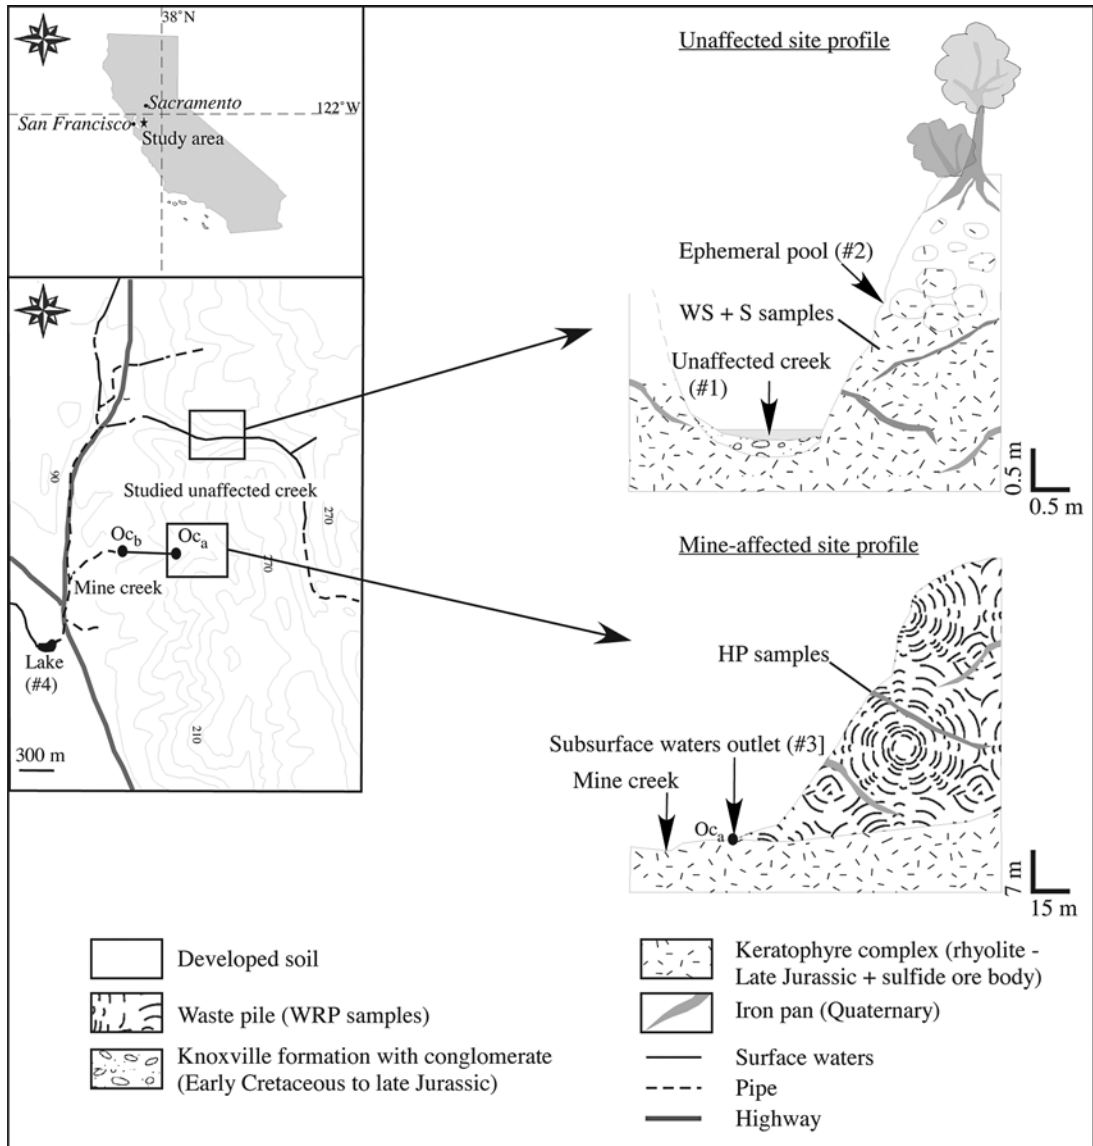 38˚N
Sacramento
122˚W
San Francisco
Study area
90
Studied unaffected creek
270
270
Oc_b
Oc_a
Mine creek
Lake
(#4)
210
300 m
Unaffected site profile
Ephemeral pool (#2)
WS + S samples
Unaffected creek
(#1)
0.5 m
0.5 m
Mine-affected site profile
HP samples
Subsurface waters outlet (#3]
Mine creek
Oc_a
7 m
15 m
Developed soil
Waste pile (WRP samples)
Knoxville formation with conglomerate
(Early Cretaceous to late Jurassic)
Keratophyre complex (rhyolite -
Late Jurassic + sulfide ore body)
Iron pan (Quaternary)
Surface waters
Pipe
Highway